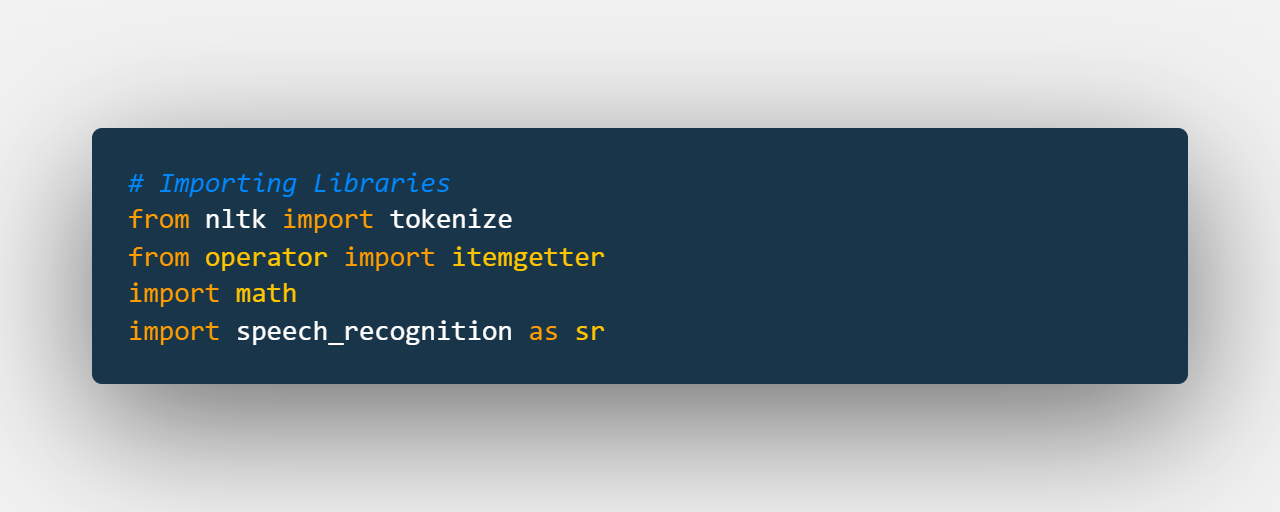 # Importing Libraries
from nltk import tokenize
from operator import itemgetter
import math
import speech_recognition as sr